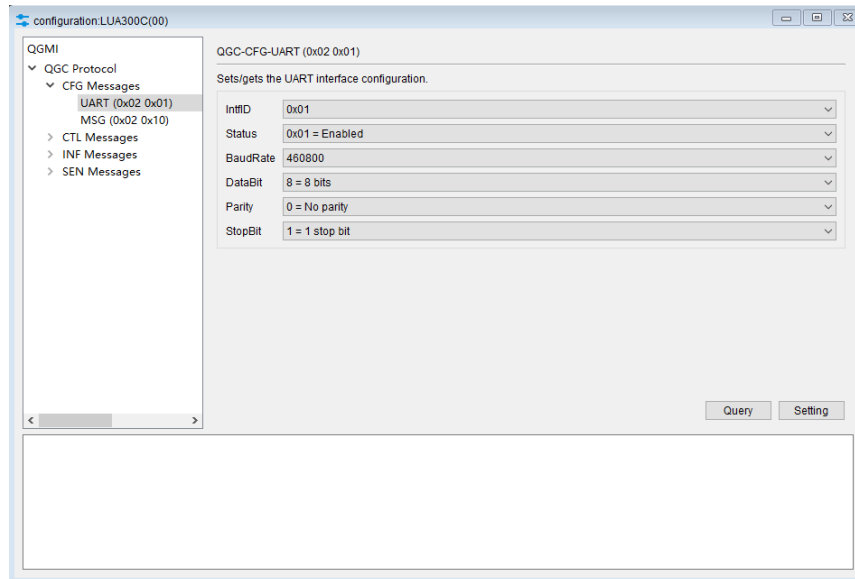 configuration:LUA300C(00)
QGMI
QGC Protocol
CFG Messages
UART (0x02 0x01)
MSG (0x02 0x10)
CTL Messages
INF Messages
SEN Messages
QGC-CFG-UART (0x02 0x01)
Sets/gets the UART interface configuration.
IntfID 0x01
Status 0x01 = Enabled
BaudRate 460800
DataBit 8 = 8 bits
Parity 0 = No parity
StopBit 1 = 1 stop bit
Query Setting